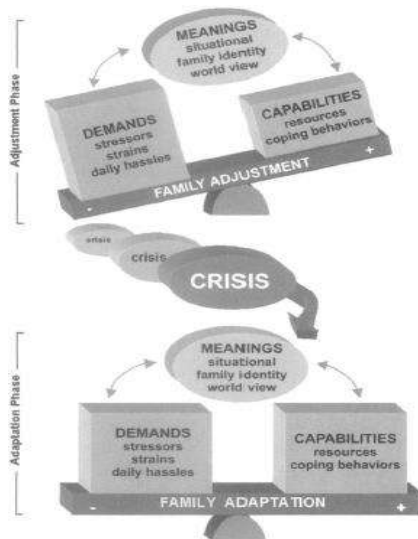 Adjustment Phase
MEANINGS
situational
family identity
world view
DEMANDS
stressors
strains
daily hassles
CAPABILITIES
resources
coping behaviors
- FAMILY ADJUSTMENT +
crisis
crisis
CRISIS
Adaptation Phase
MEANINGS
situational
family identity
world view
DEMANDS
stressors
strains
daily hassles
CAPABILITIES
resources
coping behaviors
- FAMILY ADAPTATION +